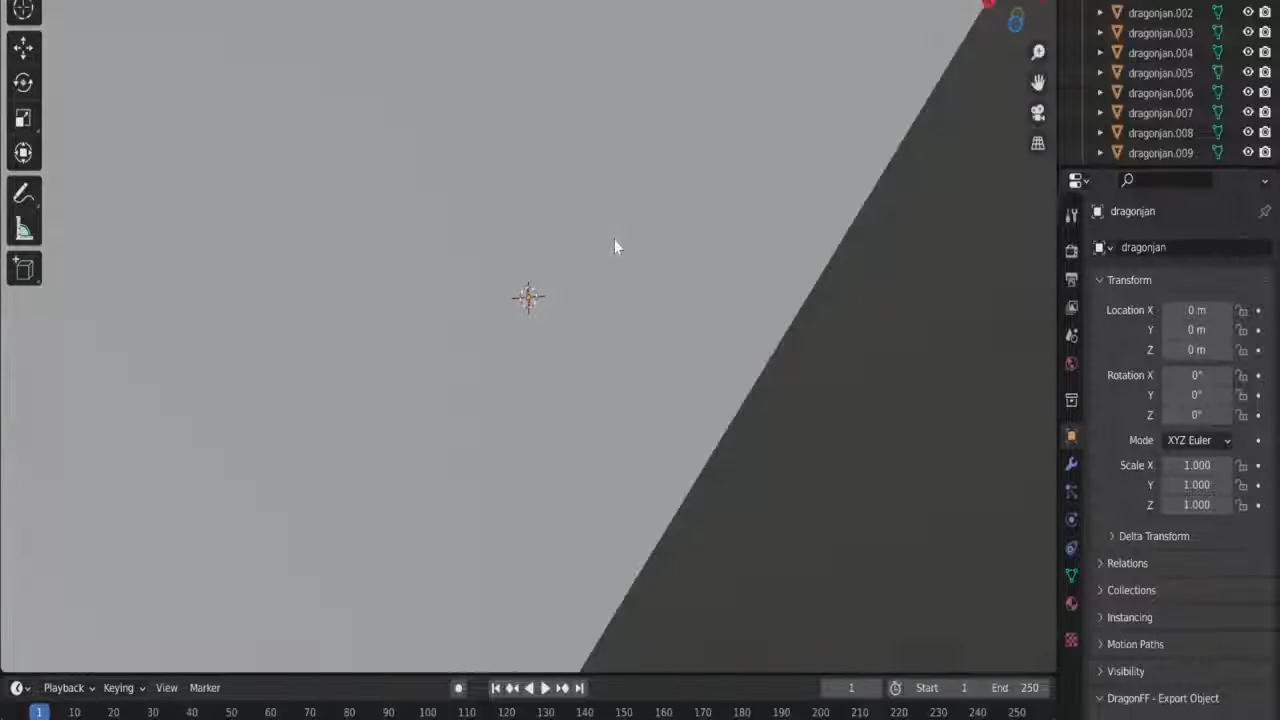 dragonjan.002
dragonjan.003
dragonjan.004
dragonjan.005
dragonjan.006
dragonjan.007
dragonjan.008
dragonjan.009
dragonjan
dragonjan
Transform
Location X 0 m
Y 0 m
Z 0 m
Rotation X 0°
Y 0°
Z 0°
Mode XYZ Euler
Scale X 1.000
Y 1.000
Z 1.000
Delta Transform
Relations
Collections
Instancing
Motion Paths
Visibility
DragonFF - Export Object
Playback Keying View Marker 1 Start 1 End 250
1 10 20 30 40 50 60 70 80 90 100 110 120 130 140 150 160 170 180 190 200 210 220 230 240 250